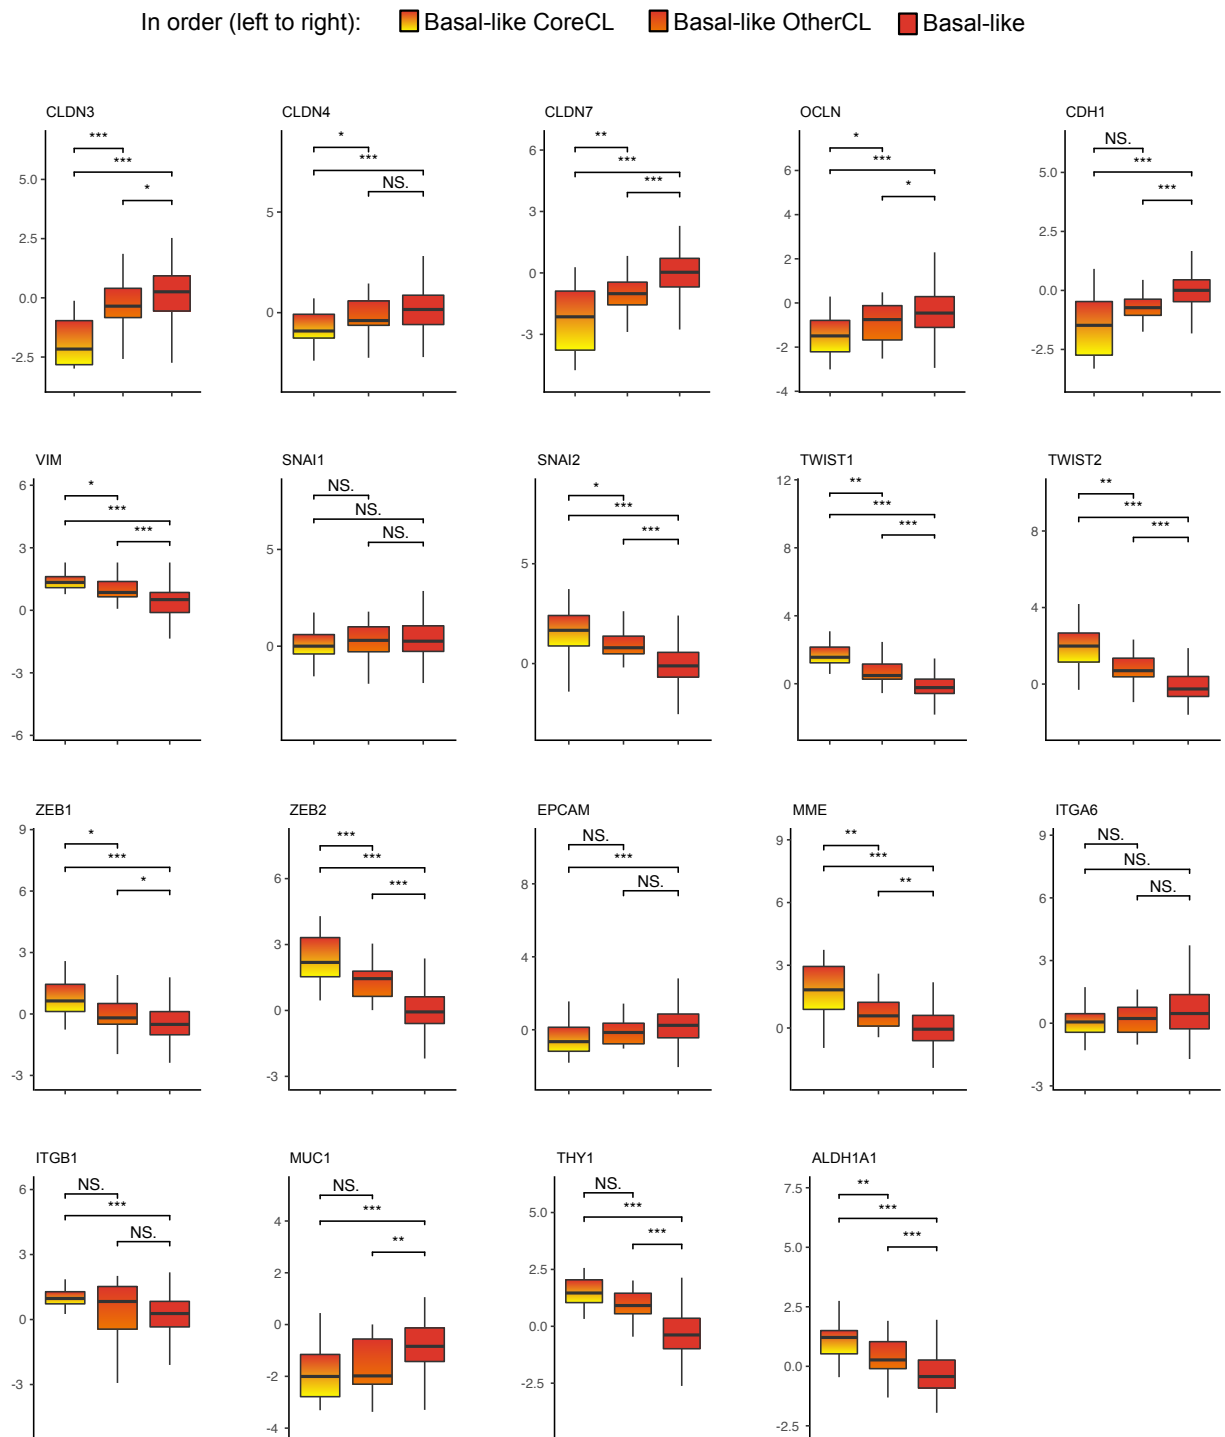 In order (left to right): Basal-like CoreCL Basal-like OtherCL Basal-like
CLDN3 CLDN4 CLDN7 OCLN CDH1
*** *** * 5.0 2.5 0.0 -2.5
* *** NS. 5 0
** *** *** 6 3 0 -3
* *** * 6 4 2 0 -2 -4
NS. *** *** 5.0 2.5 0.0 -2.5
VIM SNAI1 SNAI2 TWIST1 TWIST2
* *** *** 6 3 0 -3 -6
NS. NS. NS. 5 0
* *** *** 5 0
** *** *** 12 8 4 0
** *** *** 8 4 0
ZEB1 ZEB2 EPCAM MME ITGA6
* *** * 9 6 3 0 -3
*** *** *** 6 3 0 -3
NS. *** NS. 8 4 0
** *** ** 9 6 3 0
NS. NS. NS. 9 6 3 0 -3
ITGB1 MUC1 THY1 ALDH1A1
NS. *** NS. 6 3 0 -3
NS. *** ** 4 2 0 -2 -4
NS. *** *** 5.0 2.5 0.0 -2.5
** *** *** 7.5 5.0 2.5 0.0 -2.5